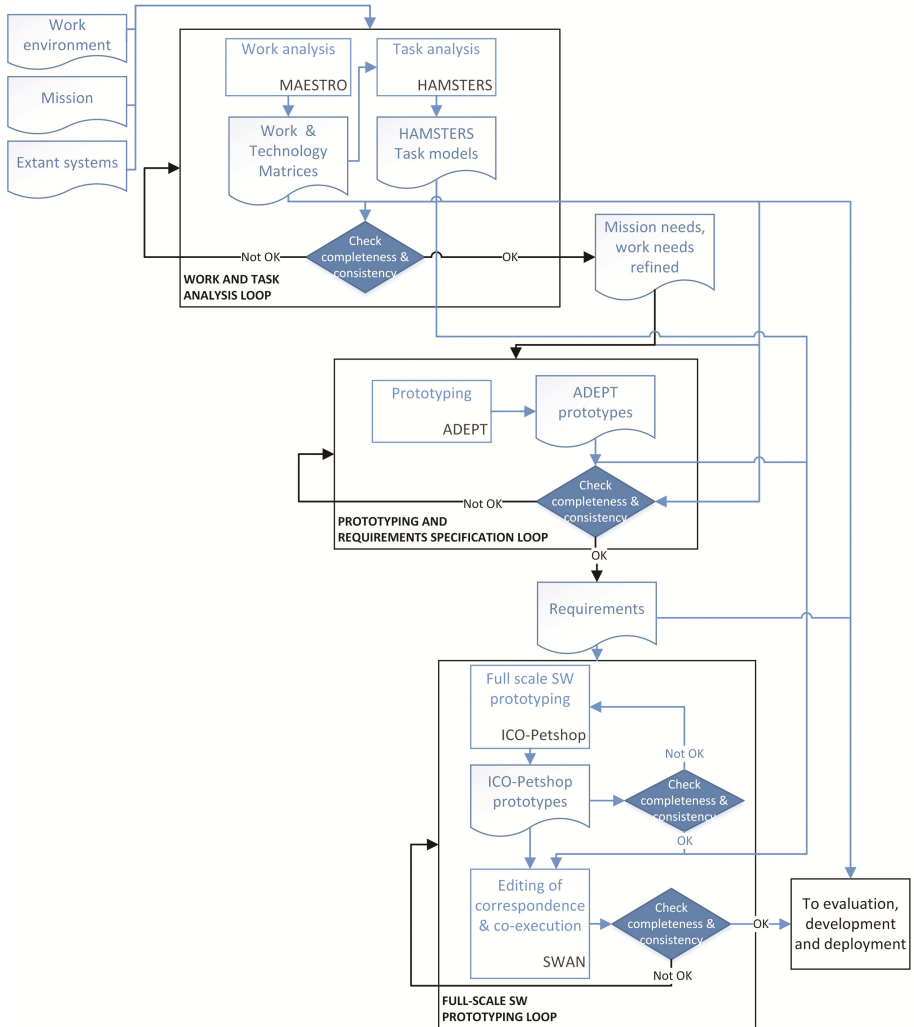 Work
environment
Mission
Extant systems
Work analysis
MAESTRO
Task analysis
HAMSTERS
Work & 
Technology
Matrices
HAMSTERS
Task models
Check
completeness &
consistency
Not OK
OK
Mission needs,
work needs
refined
WORK AND TASK
ANALYSIS LOOP
Prototyping
ADEPT
ADEPT
prototypes
Check
completeness &
consistency
Not OK
PROTOTYPING AND
REQUIREMENTS SPECIFICATION LOOP
OK
Requirements
Full scale SW
prototyping
ICO-Petshop
Not OK
ICO-Petshop
prototypes
Check
completeness &
consistency
OK
Editing of
correspondence
& co-execution
SWAN
Check
completeness &
consistency
OK
Not OK
To evaluation,
development
and deployment
FULL-SCALE SW
PROTOTYPING LOOP